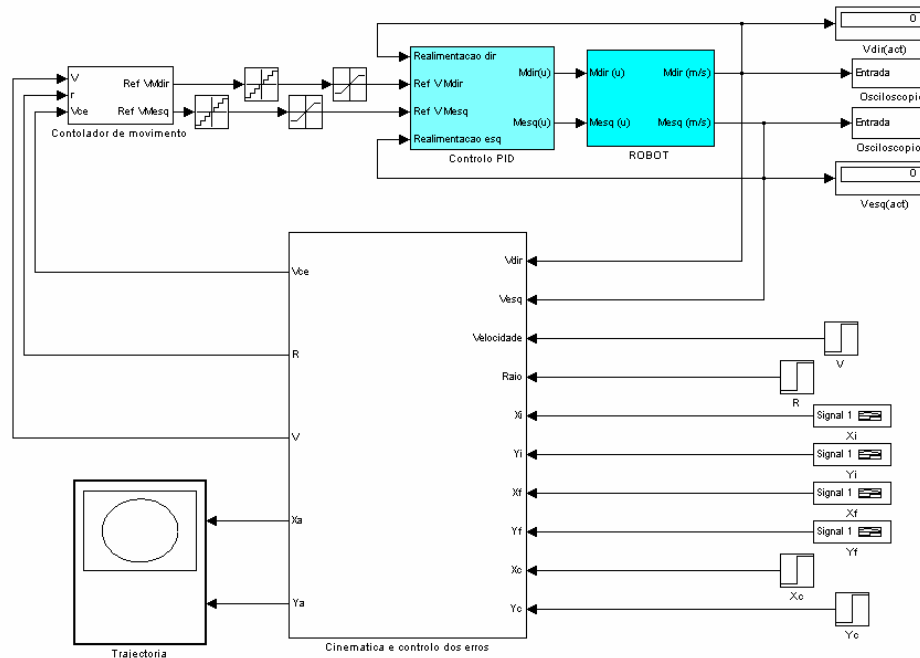 0
Vdir(act)
Entrada
Osciloscopio
Entrada
Osciloscopio
0
Vesq(act)
V
r
Vce
Ref VMdir
Ref VMesq
Contolador de movimento
Realimentacao dir
Ref VMdir
Ref VMesq
Realimentacao esq
Mdir(u)
Mesq(u)
Controlo PID
Mdir (u)
Mesq (u)
Mdir (m/s)
Mesq (m/s)
ROBOT
Vce
R
V
Xa
Ya
Vdir
Vesq
Velocidade
Raio
Xi
Yi
Xf
Yf
Xc
Yc
Cinematica e controlo dos erros
V
R
Signal 1
Xi
Signal 1
Yi
Signal 1
Xf
Signal 1
Yf
Xc
Yc
Trajectoria